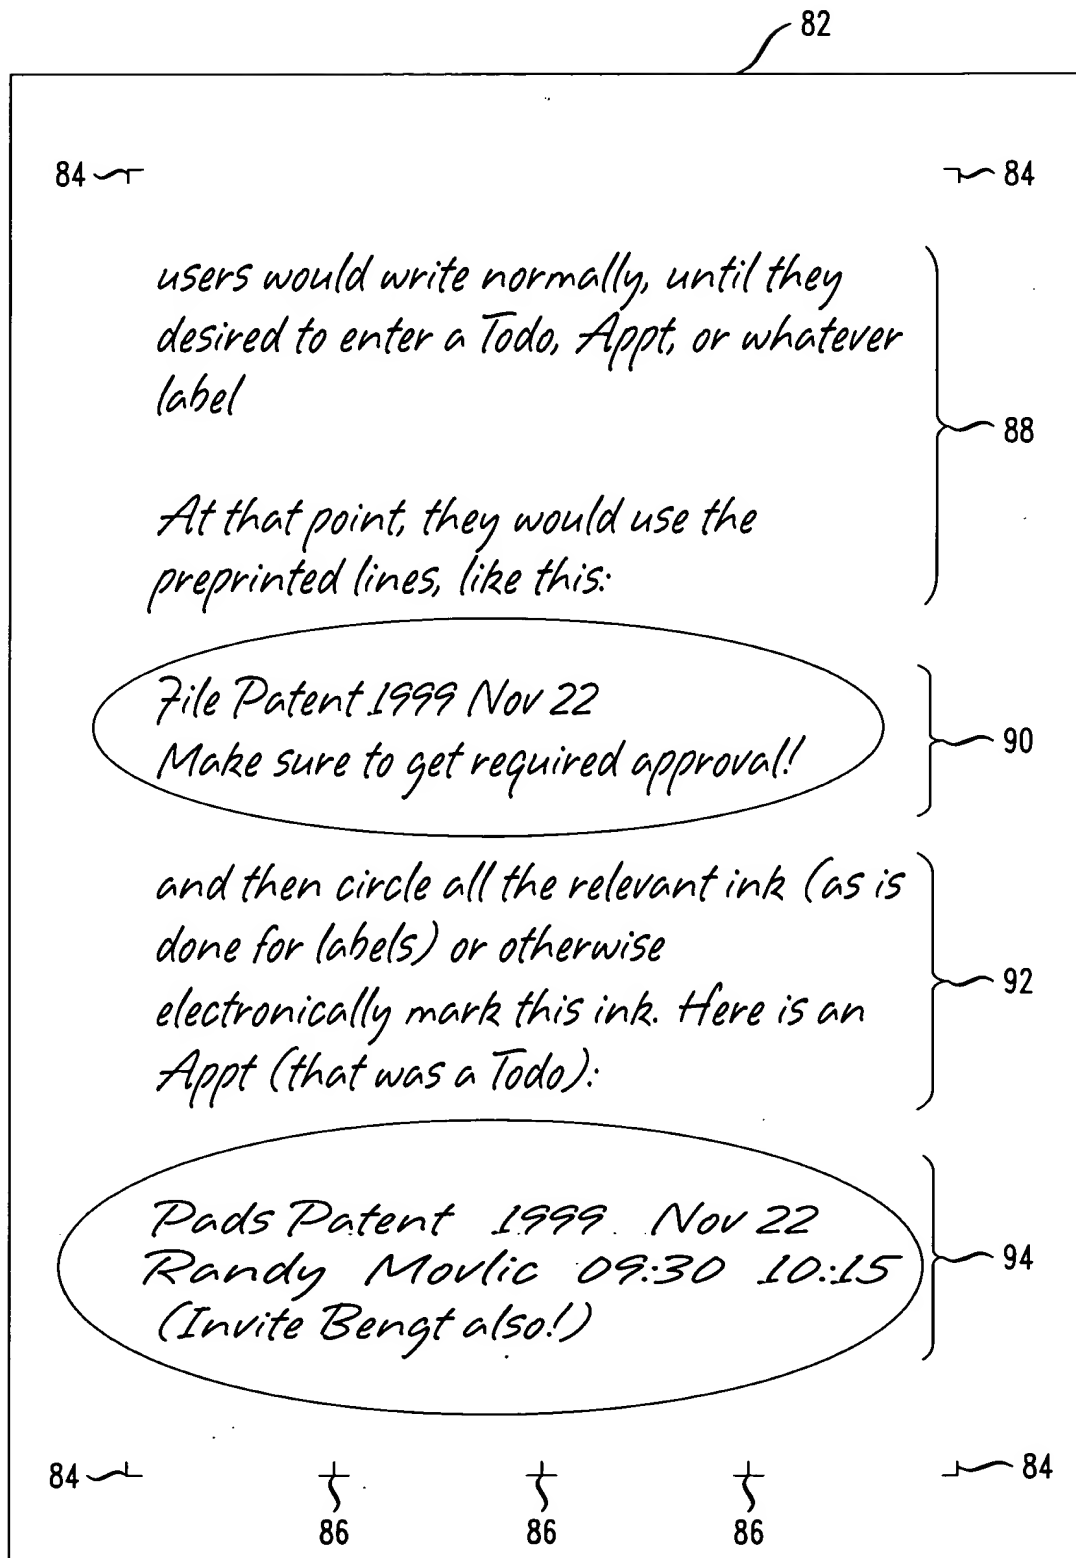 82
84 84
users would write normally, until they
desired to enter a Todo, Appt, or whatever
label
88
At that point, they would use the
preprinted lines, like this:
File Patent 1999 Nov 22
90
Make sure to get required approval!
and then circle all the relevant ink (as is
done for labels) or otherwise
92
electronically mark this ink. Here is an
Appt (that was a Todo):
Pads Patent 1999 Nov 22
94
Randy Movlic 09:30 10:15
(Invite Bengt also!)
84 84
86 86 86